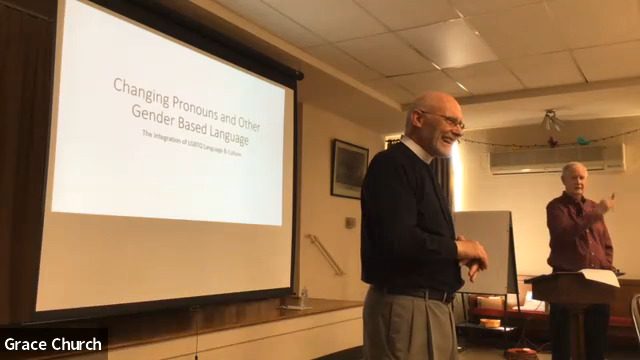 Changing Pronouns and Other
Gender Based Language
The integration of LGBTQ Language & Culture
Grace Church